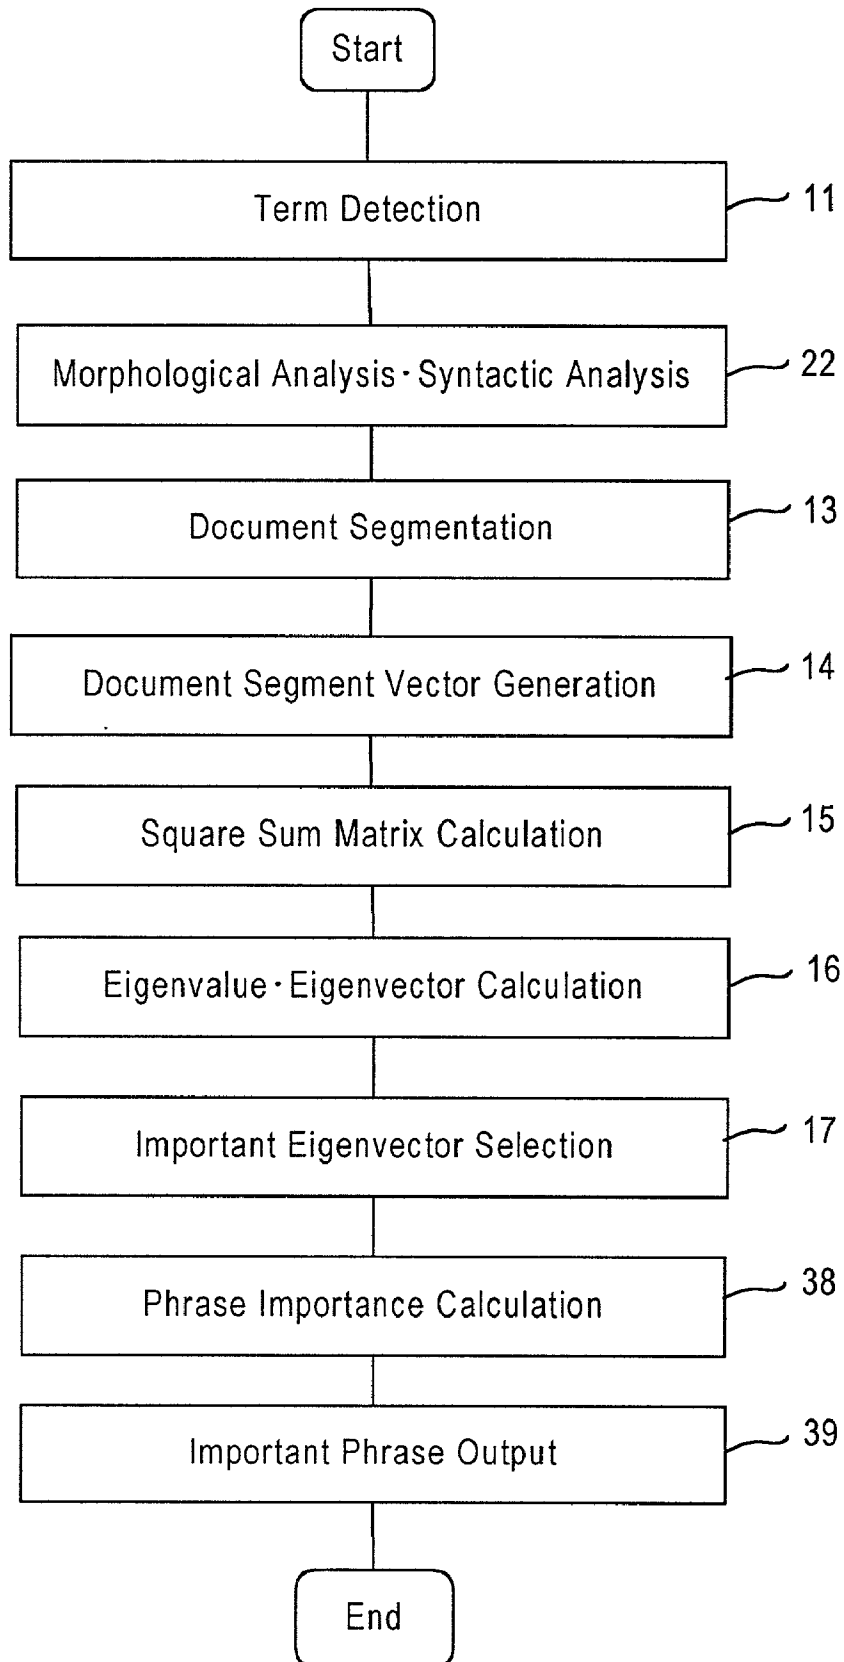 Start
Term Detection
11
Morphological Analysis·Syntactic Analysis
22
Document Segmentation
13
Document Segment Vector Generation
14
Square Sum Matrix Calculation
15
Eigenvalue·Eigenvector Calculation
16
Important Eigenvector Selection
17
Phrase Importance Calculation
38
Important Phrase Output
39
End